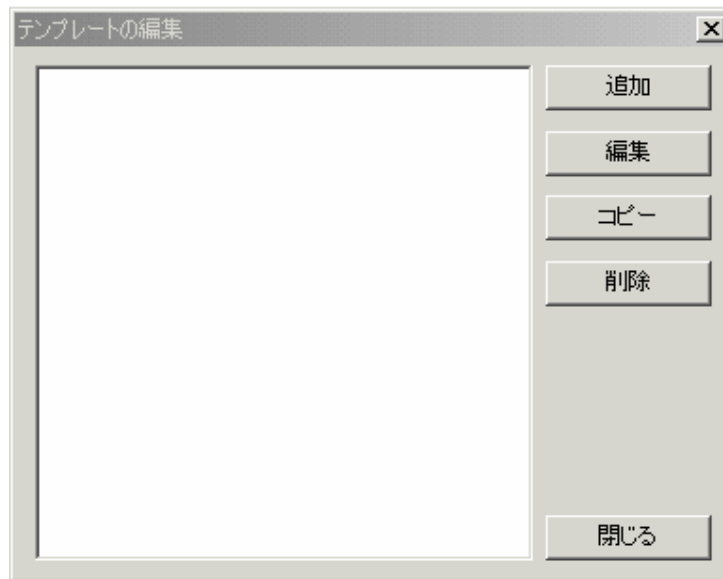 テンプレートの編集
追加
編集
コピー
削除
閉じる